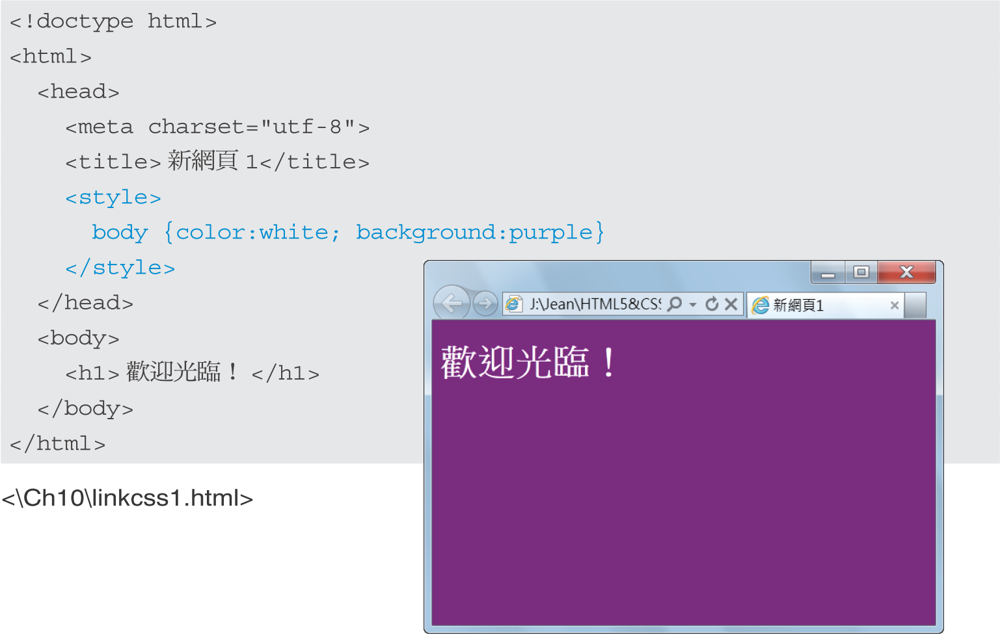 <!doctype html>
<html>
  <head>
    <meta charset="utf-8">
    <title>新網頁 1</title>
    <style>
      body {color:white; background:purple}
    </style>
  </head>
  <body>
    <h1>歡迎光臨！</h1>
  </body>
</html>
<\Ch10\linkcss1.html>
J:\Jean\HTML5&CSS
新網頁1
歡迎光臨！